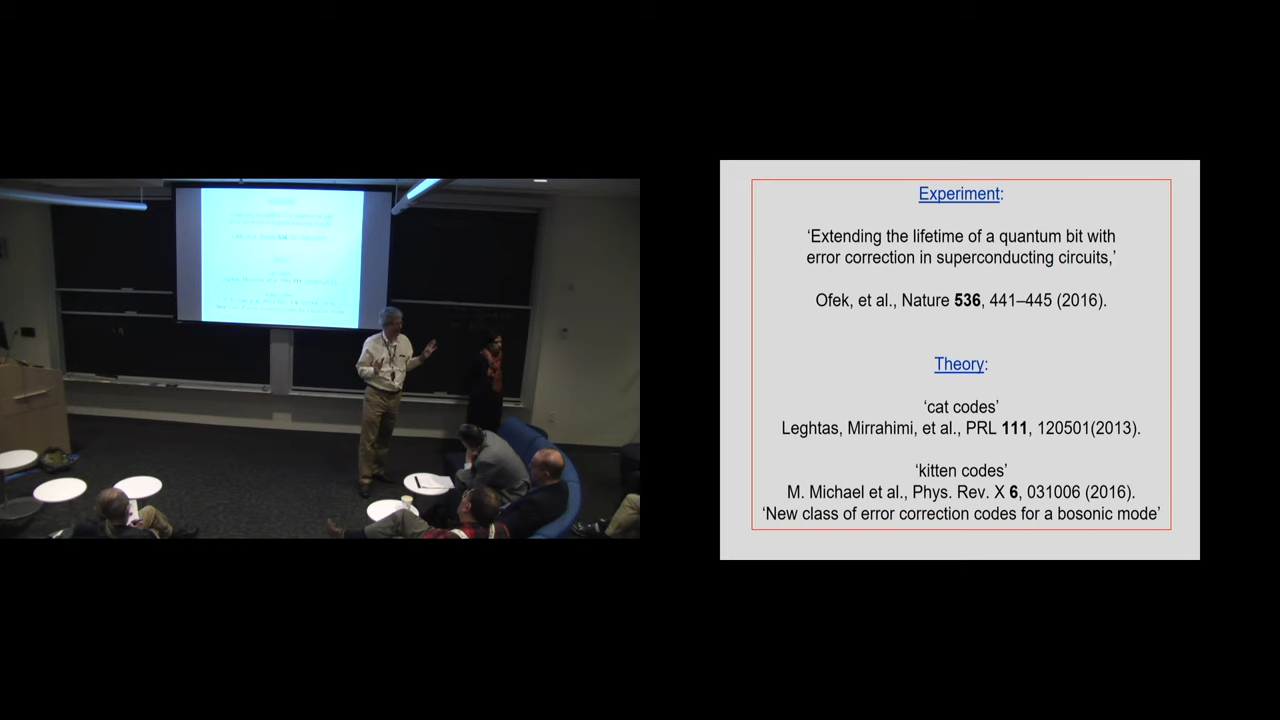 Experiment:
‘Extending the lifetime of a quantum bit with
error correction in superconducting circuits,’
Ofek, et al., Nature 536, 441–445 (2016).
Theory:
‘cat codes’
Leghtas, Mirrahimi, et al., PRL 111, 120501(2013).
‘kitten codes’
M. Michael et al., Phys. Rev. X 6, 031006 (2016).
‘New class of error correction codes for a bosonic mode’